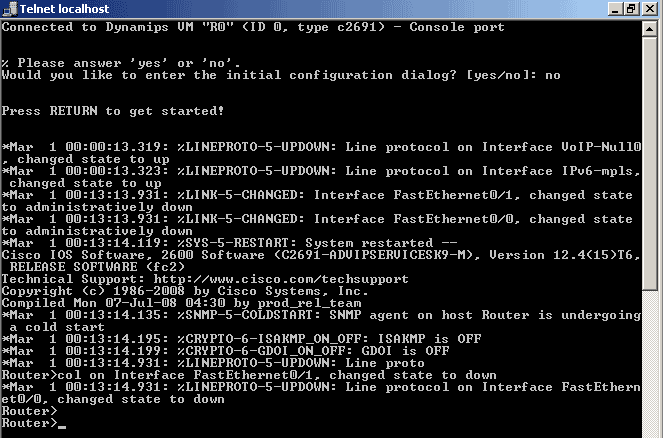 Telnet localhost
Connected to Dynamips VM "R0" (ID 0, type c2691) - Console port
% Please answer 'yes' or 'no'.
Would you like to enter the initial configuration dialog? [yes/no]: no
Press RETURN to get started!
*Mar  1 00:00:13.319: %LINEPROTO-5-UPDOWN: Line protocol on Interface VoIP-Null0
, changed state to up
*Mar  1 00:00:13.323: %LINEPROTO-5-UPDOWN: Line protocol on Interface IPv6-mpls,
 changed state to up
*Mar  1 00:13:13.931: %LINK-5-CHANGED: Interface FastEthernet0/1, changed state
to administratively down
*Mar  1 00:13:13.931: %LINK-5-CHANGED: Interface FastEthernet0/0, changed state
to administratively down
*Mar  1 00:13:14.119: %SYS-5-RESTART: System restarted --
Cisco IOS Software, 2600 Software (C2691-ADVIPSERVICESK9-M), Version 12.4(15)T6,
 RELEASE SOFTWARE (fc2)
Technical Support: http://www.cisco.com/techsupport
Copyright (c) 1986-2008 by Cisco Systems, Inc.
Compiled Mon 07-Jul-08 04:30 by prod_rel_team
*Mar  1 00:13:14.135: %SNMP-5-COLDSTART: SNMP agent on host Router is undergoing
 a cold start
*Mar  1 00:13:14.195: %CRYPTO-6-ISAKMP_ON_OFF: ISAKMP is OFF
*Mar  1 00:13:14.199: %CRYPTO-6-GDOI_ON_OFF: GDOI is OFF
*Mar  1 00:13:14.931: %LINEPROTO-5-UPDOWN: Line proto
Router>col on Interface FastEthernet0/1, changed state to down
*Mar  1 00:13:14.931: %LINEPROTO-5-UPDOWN: Line protocol on Interface FastEthern
et0/0, changed state to down
Router>
Router>_